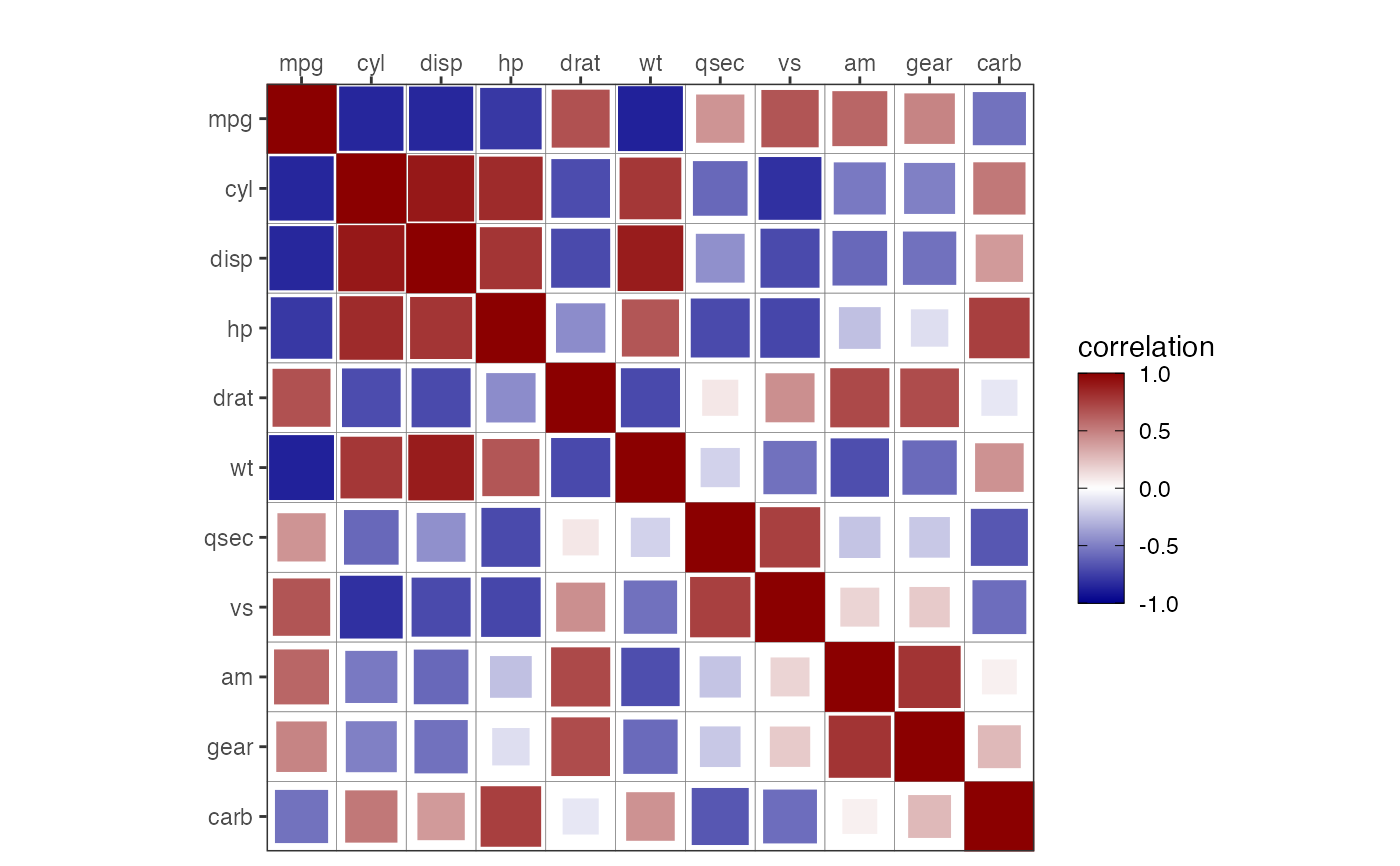 mpg cyl disp hp drat wt qsec vs am gear carb
mpg
cyl
disp
hp
drat
wt
qsec
vs
am
gear
carb
correlation
1.0
0.5
0.0
-0.5
-1.0